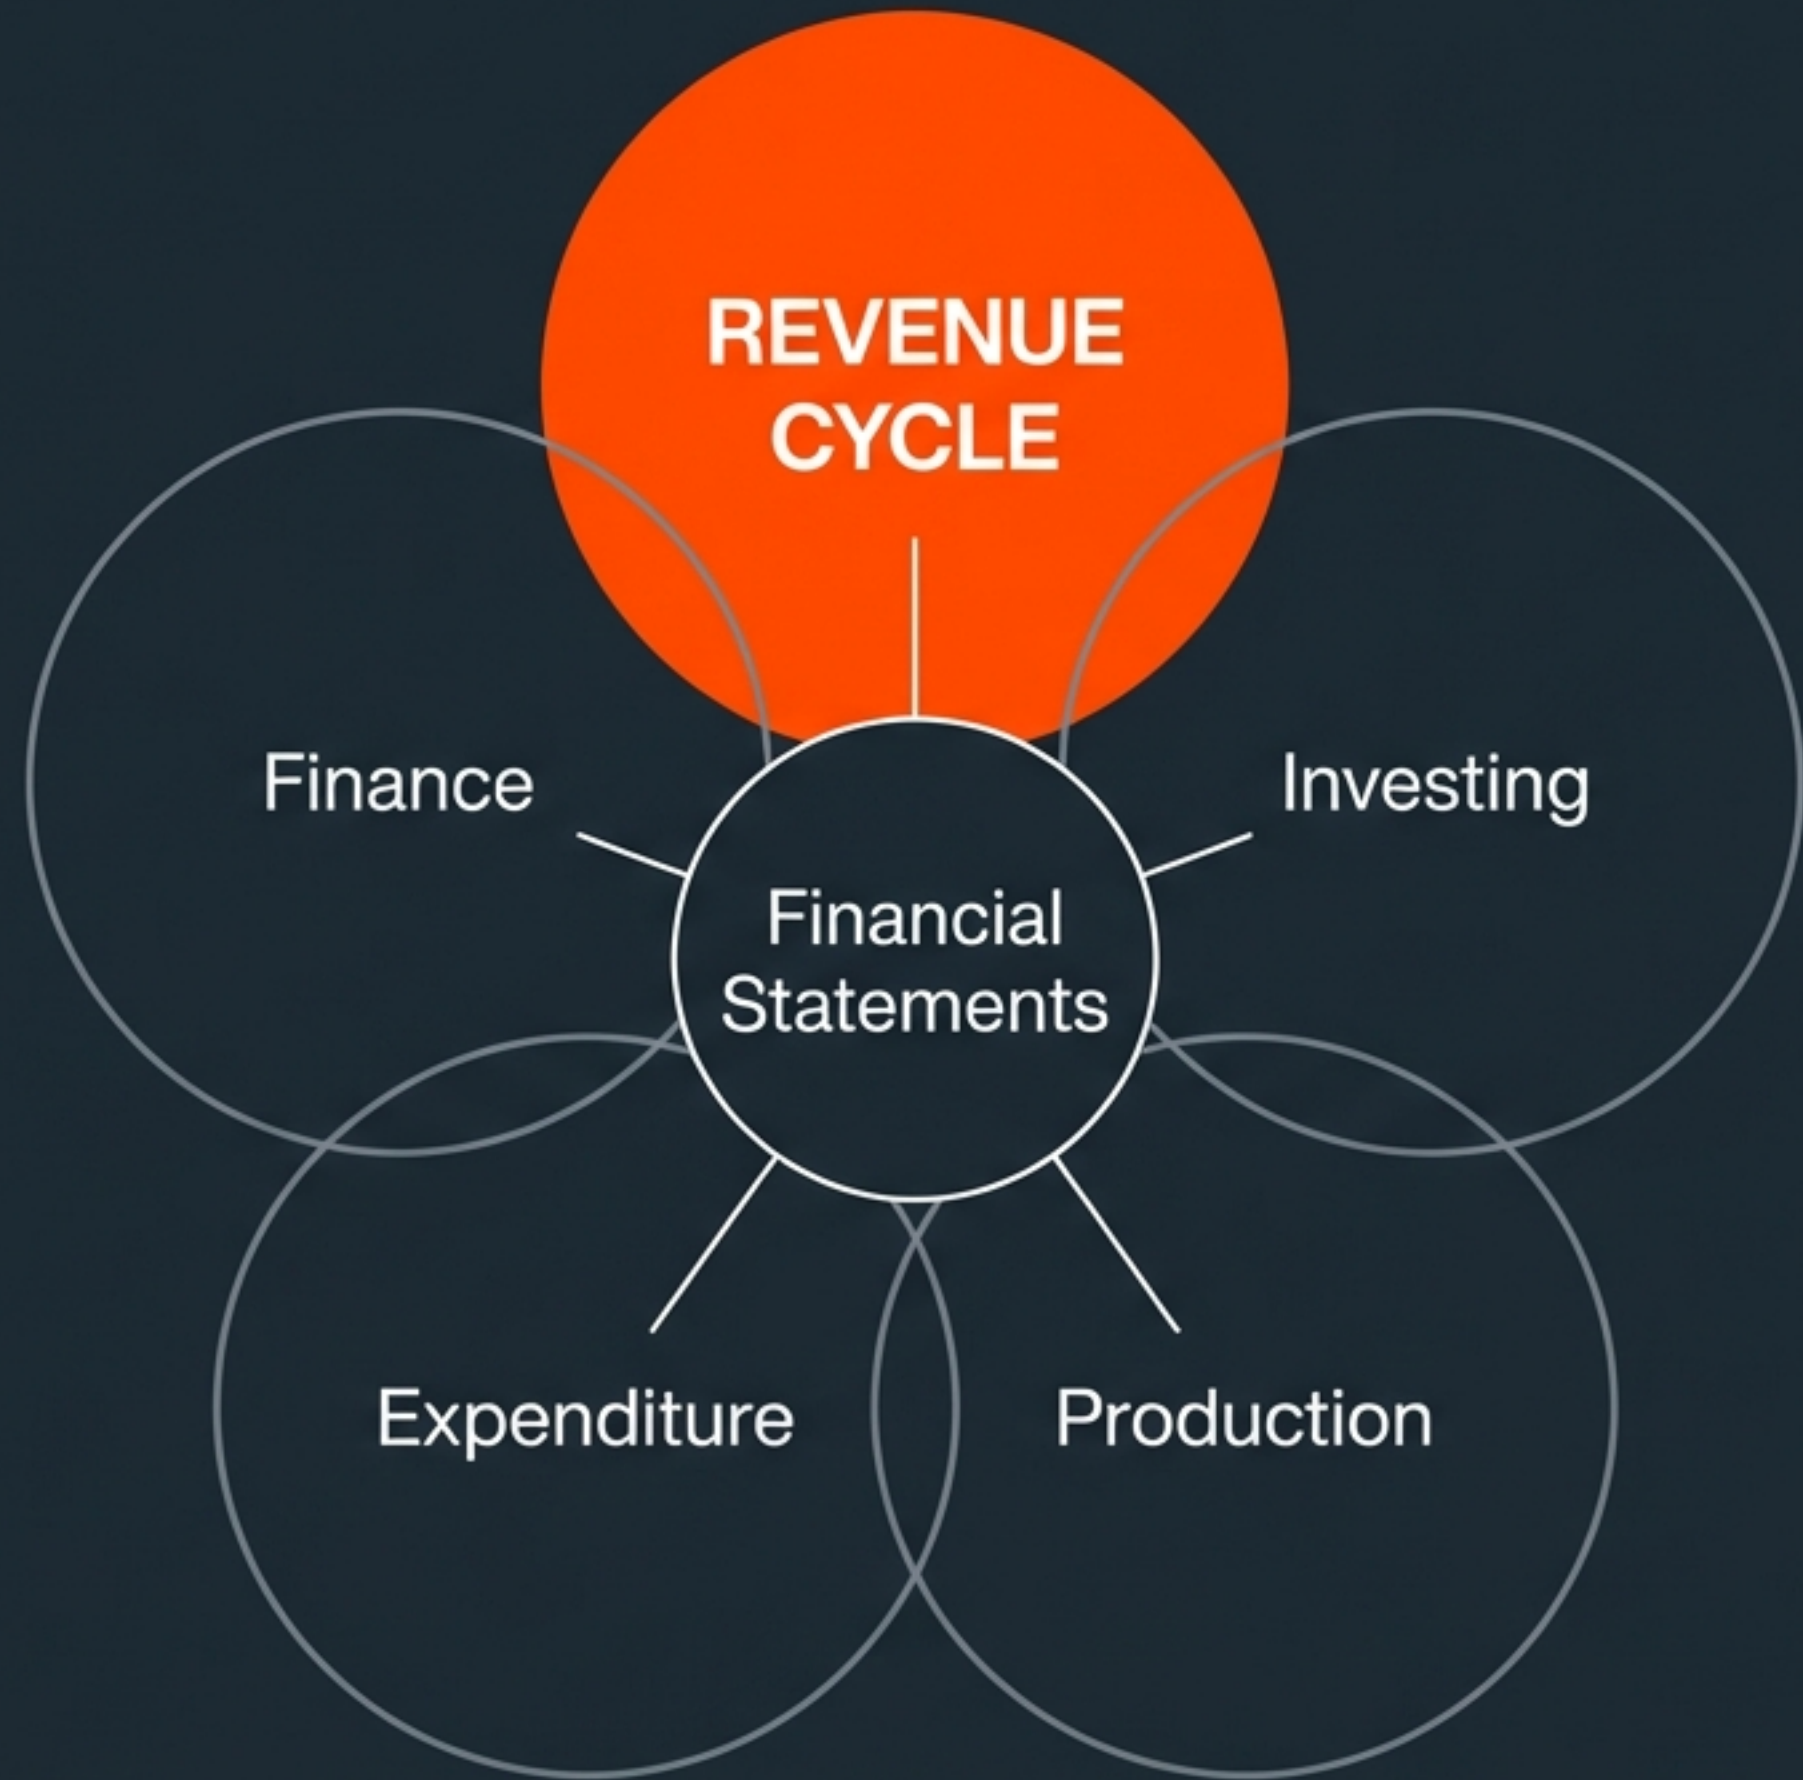 REVENUE
CYCLE
Finance
Investing
Financial
Statements
Expenditure
Production